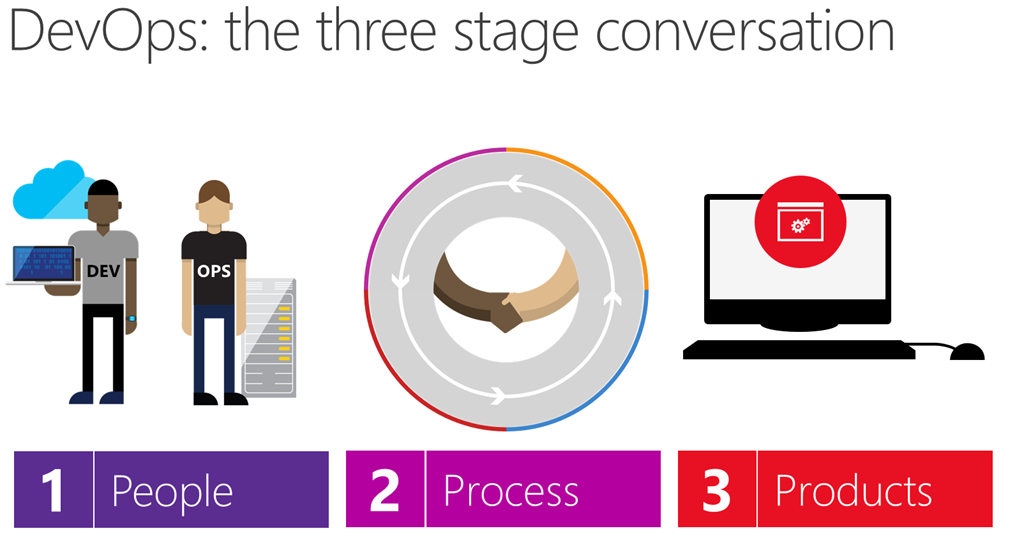 DevOps: the three stage conversation
DEV
OPS
1 People
2 Process
3 Products